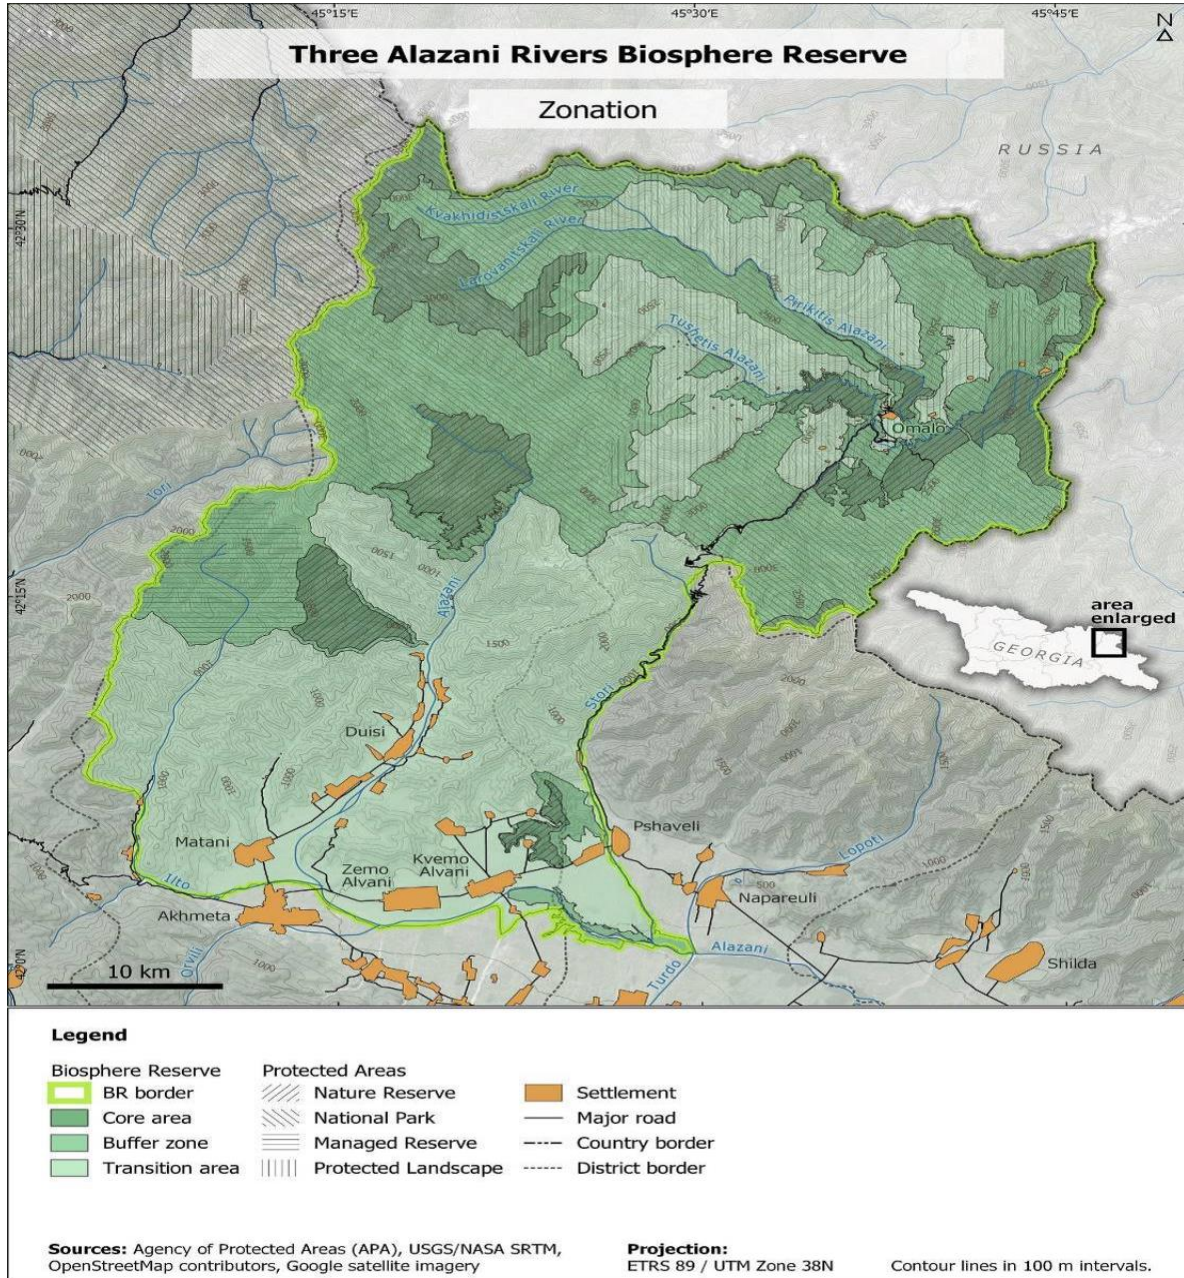 45°15'E
45°30'E
45°45'E
N
Three Alazani Rivers Biosphere Reserve
Zonation
RUSSIA
42°30'N
Kvakhidistskali River
Larovanitskali River
Pirikitis Alazani
Tushetis Alazani
Omalo
Iori
42°15'N
Alazani
area
enlarged
GEORGIA
Stori
Duisi
Pshaveli
Matani
Lopoti
Kvemo
Alvani
Zemo
Alvani
Ilto
Napareuli
Akhmeta
Alazani
42°0'N
Orvili
Turdo
Shilda
10 km
Legend
Biosphere Reserve
BR border
Core area
Buffer zone
Transition area
Protected Areas
Nature Reserve
National Park
Managed Reserve
Protected Landscape
Settlement
Major road
Country border
District border
Sources: Agency of Protected Areas (APA), USGS/NASA SRTM,
OpenStreetMap contributors, Google satellite imagery
Projection:
ETRS 89 / UTM Zone 38N
Contour lines in 100 m intervals.